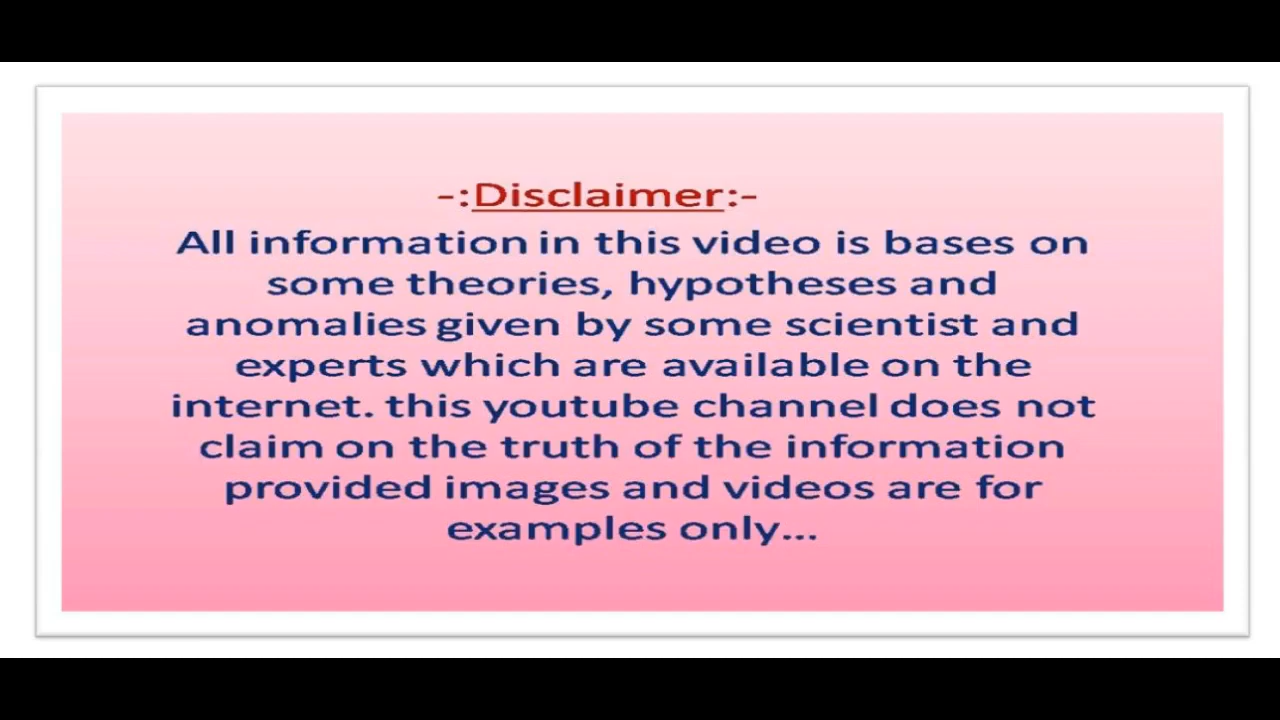 -:Disclaimer:-
All information in this video is bases on
some theories, hypotheses and
anomalies given by some scientist and
experts which are available on the
internet. this youtube channel does not
claim on the truth of the information
provided images and videos are for
examples only...